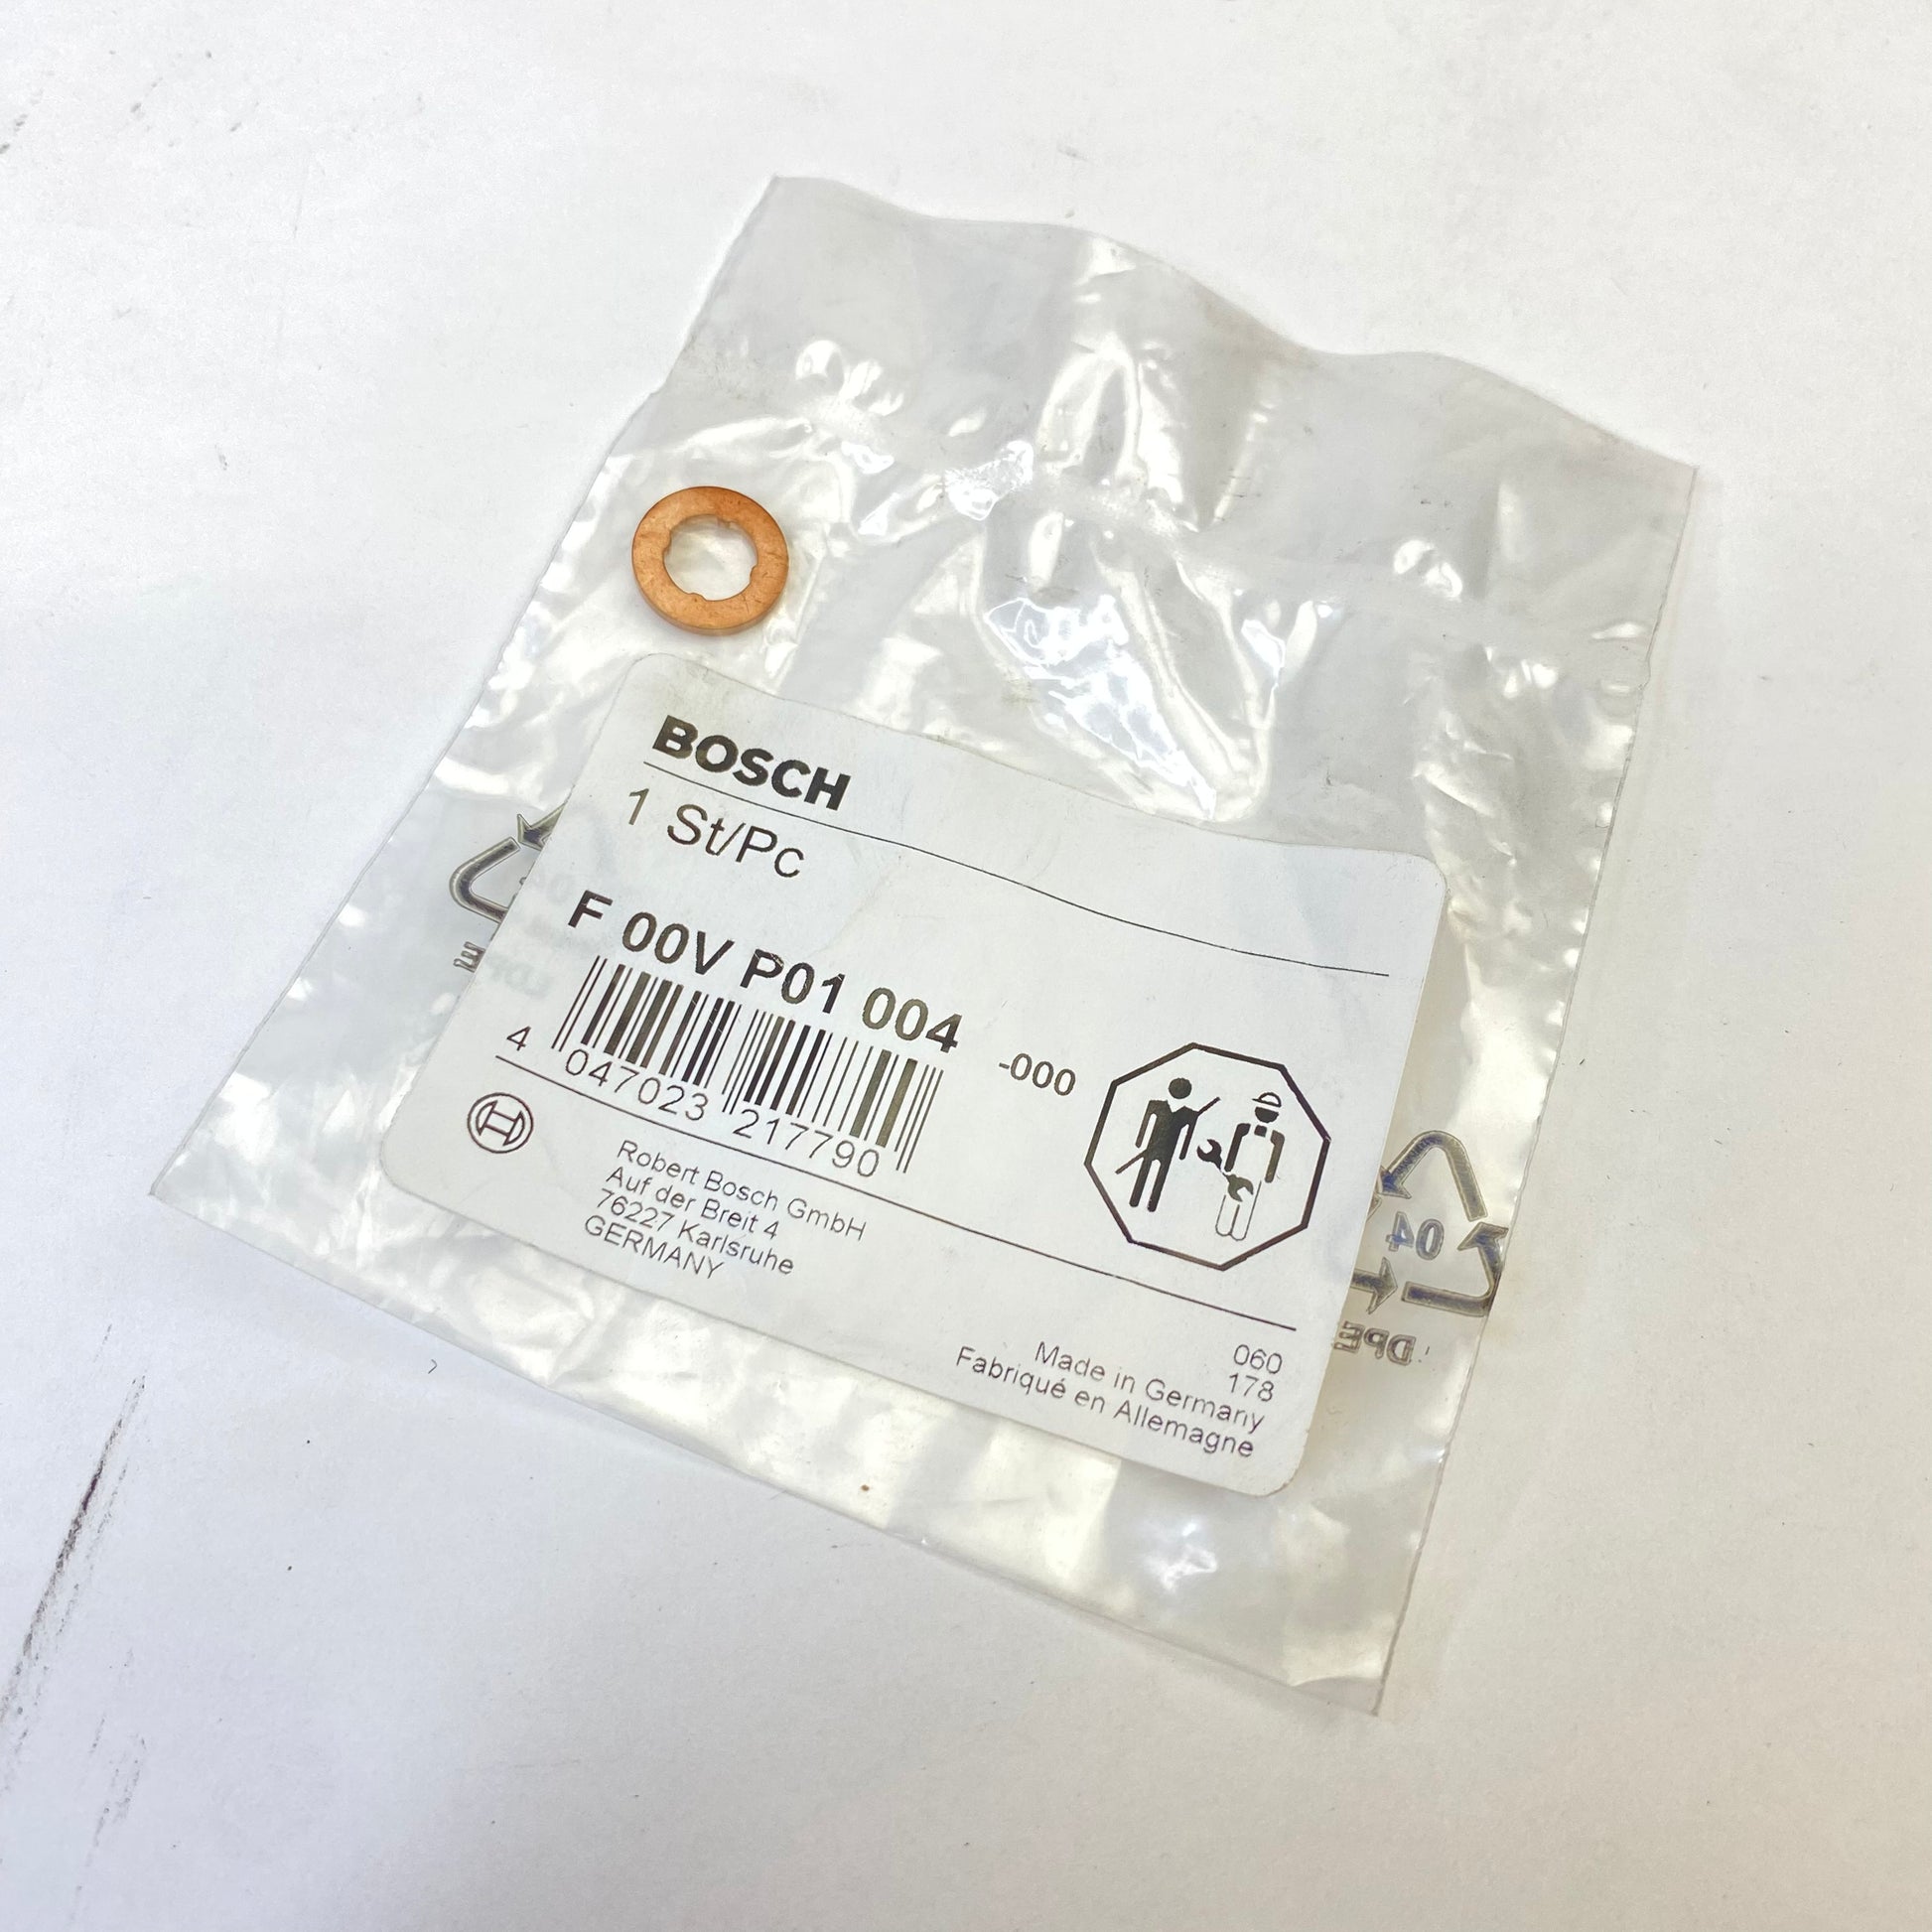 BOSCH
1 St/Pc
F 00V P01 004
-000
4 047023 217790
Robert Bosch GmbH
Auf der Breit 4
76227 Karlsruhe
GERMANY
060
178
Made in Germany
Fabriqué en Allemagne
04